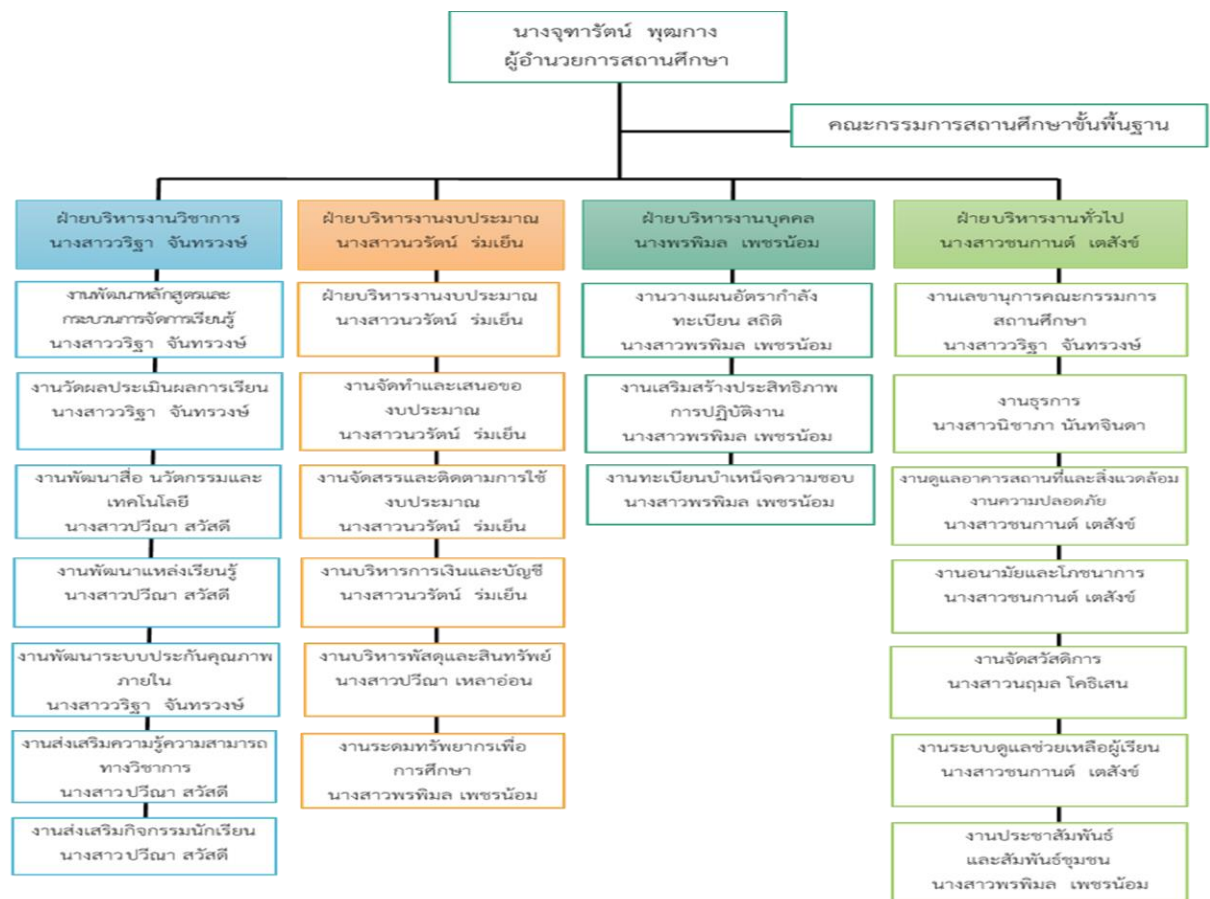 นางจุฑารัตน์ พุฒกาง
ผู้อำนวยการสถานศึกษา
คณะกรรมการสถานศึกษาขั้นพื้นฐาน
ฝ่ายบริหารงานวิชาการ
นางสาววริฐา จันทรวงษ์
งานพัฒนาหลักสูตรและ
กระบวนการจัดการเรียนรู้
นางสาววริฐา จันทรวงษ์
งานวัดผลประเมินผลการเรียน
นางสาววริฐา จันทรวงษ์
งานพัฒนาสื่อ นวัตกรรมและ
เทคโนโลยี
นางสาวปวีณา สวัสดี
งานพัฒนาแหล่งเรียนรู้
นางสาวปวีณา สวัสดี
งานพัฒนาระบบประกันคุณภาพ
ภายใน
นางสาววริฐา จันทรวงษ์
งานส่งเสริมความรู้ความสามารถ
ทางวิชาการ
นางสาวปวีณา สวัสดี
งานส่งเสริมกิจกรรมนักเรียน
นางสาวปวีณา สวัสดี
ฝ่ายบริหารงานงบประมาณ
นางสาวนวรัตน์ ร่มเย็น
ฝ่ายบริหารงานงบประมาณ
นางสาวนวรัตน์ ร่มเย็น
งานจัดทำและเสนอขอ
งบประมาณ
นางสาวนวรัตน์ ร่มเย็น
งานจัดสรรและติดตามการใช้
งบประมาณ
นางสาวนวรัตน์ ร่มเย็น
งานบริหารการเงินและบัญชี
นางสาวนวรัตน์ ร่มเย็น
งานบริหารพัสดุและสินทรัพย์
นางสาวปวีณา เหลาอ่อน
งานระดมทรัพยากรเพื่อ
การศึกษา
นางสาวพรพิมล เพชรน้อม
ฝ่ายบริหารงานบุคคล
นางพรพิมล เพชรน้อม
งานวางแผนอัตรากำลัง
ทะเบียน สถิติ
นางสาวพรพิมล เพชรน้อม
งานเสริมสร้างประสิทธิภาพ
การปฏิบัติงาน
นางสาวพรพิมล เพชรน้อม
งานทะเบียนบำเหน็จความชอบ
นางสาวพรพิมล เพชรน้อม
ฝ่ายบริหารงานทั่วไป
นางสาวชนกานต์ เตสังข์
งานเลขานุการคณะกรรมการ
สถานศึกษา
นางสาววริฐา จันทรวงษ์
งานธุรการ
นางสาวนิชาภา นันทจินดา
งานดูแลอาคารสถานที่และสิ่งแวดล้อม
งานความปลอดภัย
นางสาวชนกานต์ เตสังข์
งานอนามัยและโภชนาการ
นางสาวชนกานต์ เตสังข์
งานจัดสวัสดิการ
นางสาวนฤมล โคธิเสน
งานระบบดูแลช่วยเหลือผู้เรียน
นางสาวชนกานต์ เตสังข์
งานประชาสัมพันธ์
และสัมพันธ์ชุมชน
นางสาวพรพิมล เพชรน้อม